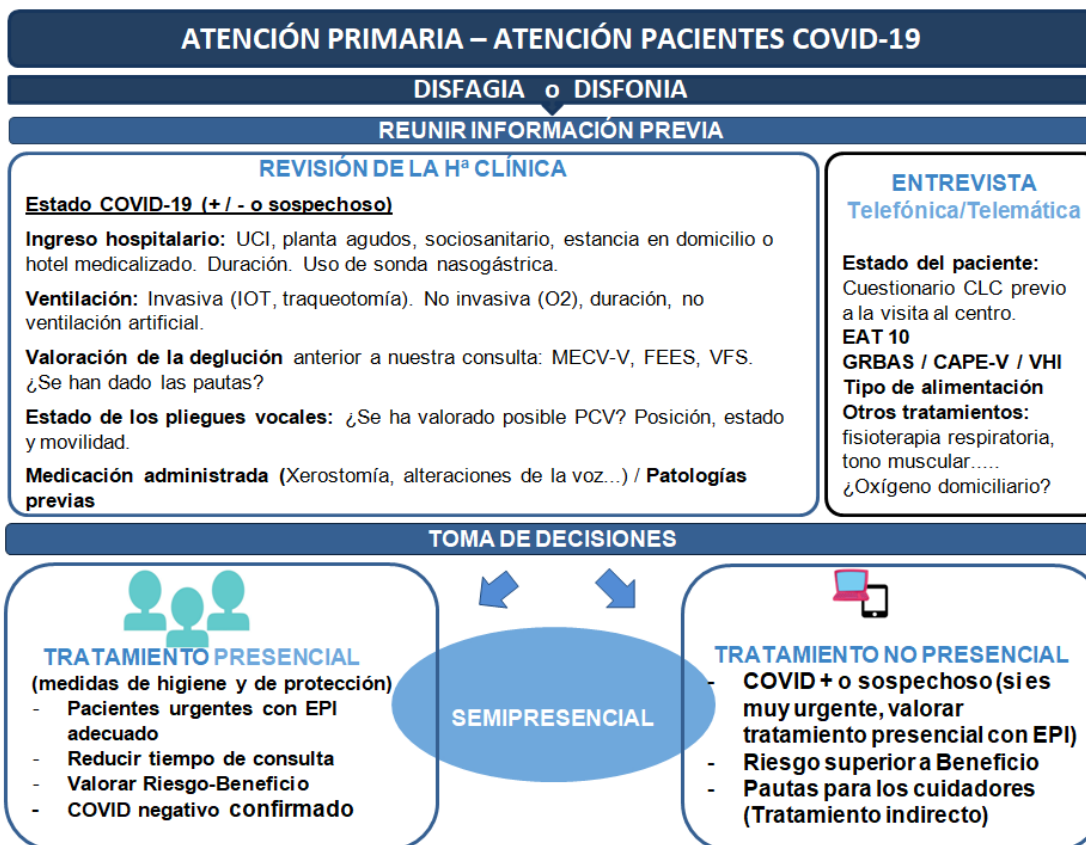 ATENCIÓN PRIMARIA – ATENCIÓN PACIENTES COVID-19
DISFAGIA o DISFONIA
REUNIR INFORMACIÓN PREVIA
REVISIÓN DE LA Hª CLÍNICA
Estado COVID-19 (+ / - o sospechoso)
Ingreso hospitalario: UCI, planta agudos, sociosanitario, estancia en domicilio o
hotel medicalizado. Duración. Uso de sonda nasogástrica.
Ventilación: Invasiva (IOT, traqueotomía). No invasiva (O2), duración, no
ventilación artificial.
Valoración de la deglución anterior a nuestra consulta: MECV-V, FEES, VFS.
¿Se han dado las pautas?
Estado de los pliegues vocales: ¿Se ha valorado posible PCV? Posición, estado
y movilidad.
Medicación administrada (Xerostomía, alteraciones de la voz...) / Patologías
previas
ENTREVISTA
Telefónica/Telemática
Estado del paciente:
Cuestionario CLC previo
a la visita al centro.
EAT 10
GRBAS / CAPE-V / VHI
Tipo de alimentación
Otros tratamientos:
fisioterapia respiratoria,
tono muscular.....
¿Oxígeno domiciliario?
TOMA DE DECISIONES
TRATAMIENTO PRESENCIAL
(medidas de higiene y de protección)
- Pacientes urgentes con EPI
adecuado
- Reducir tiempo de consulta
- Valorar Riesgo-Beneficio
- COVID negativo confirmado
SEMIPRESENCIAL
TRATAMIENTO NO PRESENCIAL
- COVID + o sospechoso (si es
muy urgente, valorar
tratamiento presencial con EPI)
- Riesgo superior a Beneficio
- Pautas para los cuidadores
(Tratamiento indirecto)